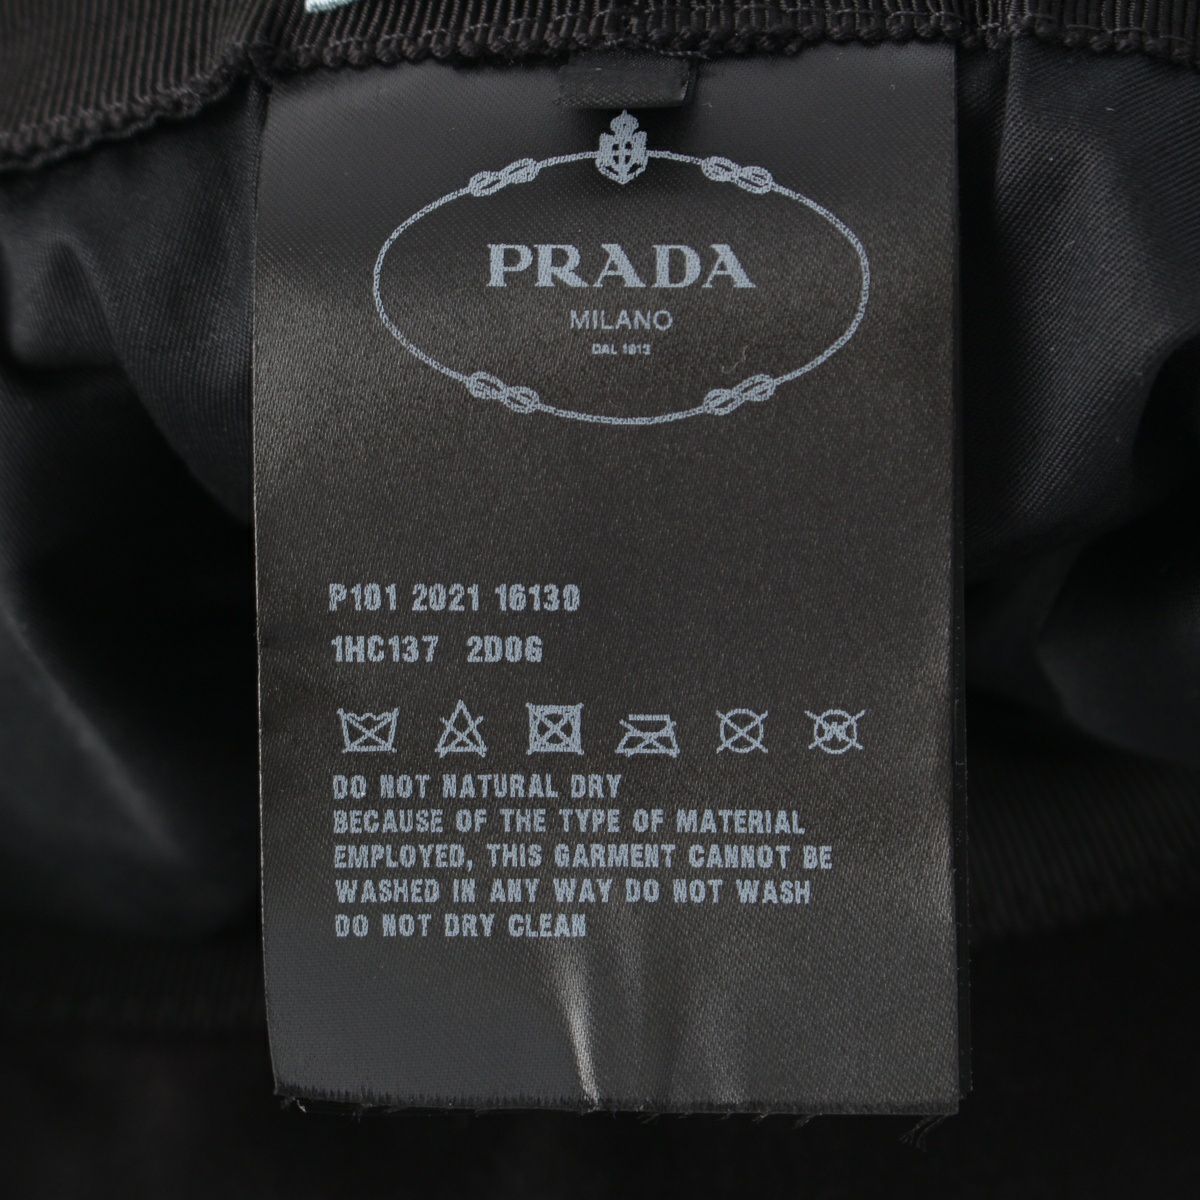 PRADA
MILANO
DAL 1913
P101 2021 16130
1HC137 2D06
DO NOT NATURAL DRY
BECAUSE OF THE TYPE OF MATERIAL
EMPLOYED, THIS GARMENT CANNOT BE
WASHED IN ANY WAY DO NOT WASH
DO NOT DRY CLEAN